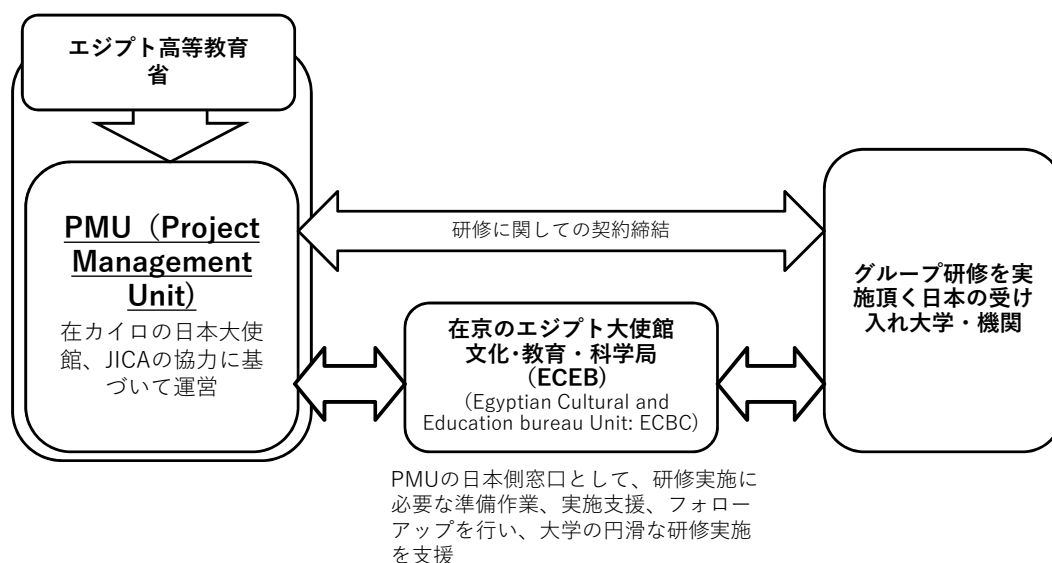 エジプト高等教育
省
PMU（Project
Management
Unit)
在カイロの日本大使
館、JICAの協力に基
づいて運営
研修に関しての契約締結
在京のエジプト大使館
文化･教育・科学局
（ECEB)
（Egyptian Cultural and
Education bureau Unit: ECBC)
グループ研修を実
施頂く日本の受け
入れ大学・機関
PMUの日本側窓口として、研修実施に
必要な準備作業、実施支援、フォロー
アップを行い、大学の円滑な研修実施
を支援